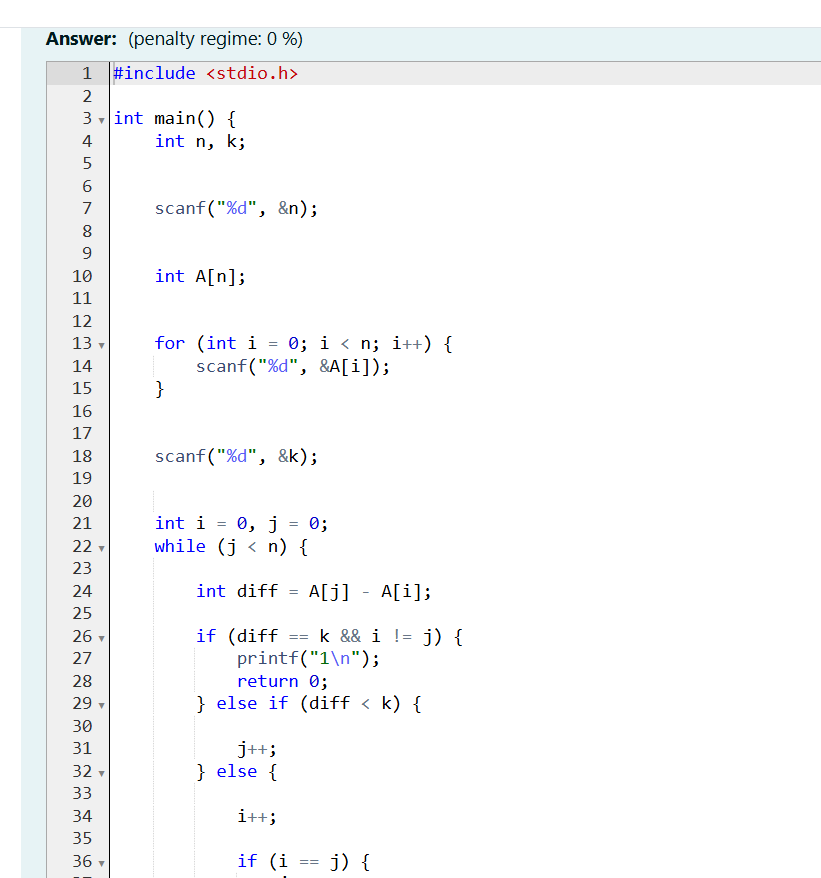 Answer: (penalty regime: 0 %)
1 #include <stdio.h>
2
3 int main() {
4     int n, k;
5
6
7     scanf("%d", &n);
8
9
10     int A[n];
11
12
13     for (int i = 0; i < n; i++) {
14         scanf("%d", &A[i]);
15     }
16
17
18     scanf("%d", &k);
19
20
21     int i = 0, j = 0;
22     while (j < n) {
23
24         int diff = A[j] - A[i];
25
26         if (diff == k && i != j) {
27             printf("1\n");
28             return 0;
29         } else if (diff < k) {
30
31             j++;
32         } else {
33
34             i++;
35
36             if (i == j) {